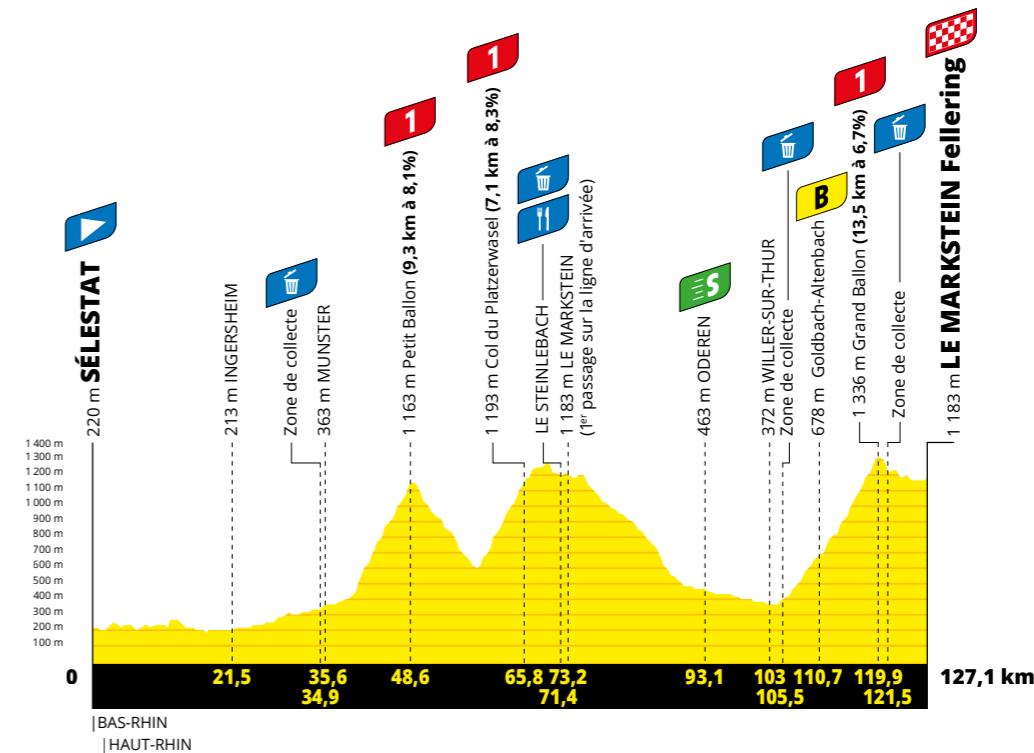 220 m SÉLESTAT
213 m INGERSHEIM
Zone de collecte
363 m MUNSTER
1
1 163 m Petit Ballon (9,3 km à 8,1%)
1
1 193 m Col du Platzerwasel (7,1 km à 8,3%)
LE STEINLEBACH
1 183 m LE MARKSTEIN
(1er passage sur la ligne d'arrivée)
S
463 m ODEREN
372 m WILLER-SUR-THUR
Zone de collecte
B
678 m Goldbach-Altenbach
1
1 336 m Grand Ballon (13,5 km à 6,7%)
Zone de collecte
1 183 m LE MARKSTEIN Fellering
1 400 m
1 300 m
1 200 m
1 100 m
1 000 m
900 m
800 m
700 m
600 m
500 m
400 m
300 m
200 m
100 m
0 21,5 35,6 48,6 65,8 73,2 93,1 103 110,7 119,9 127,1 km
34,9 71,4 105,5 121,5
|BAS-RHIN
|HAUT-RHIN